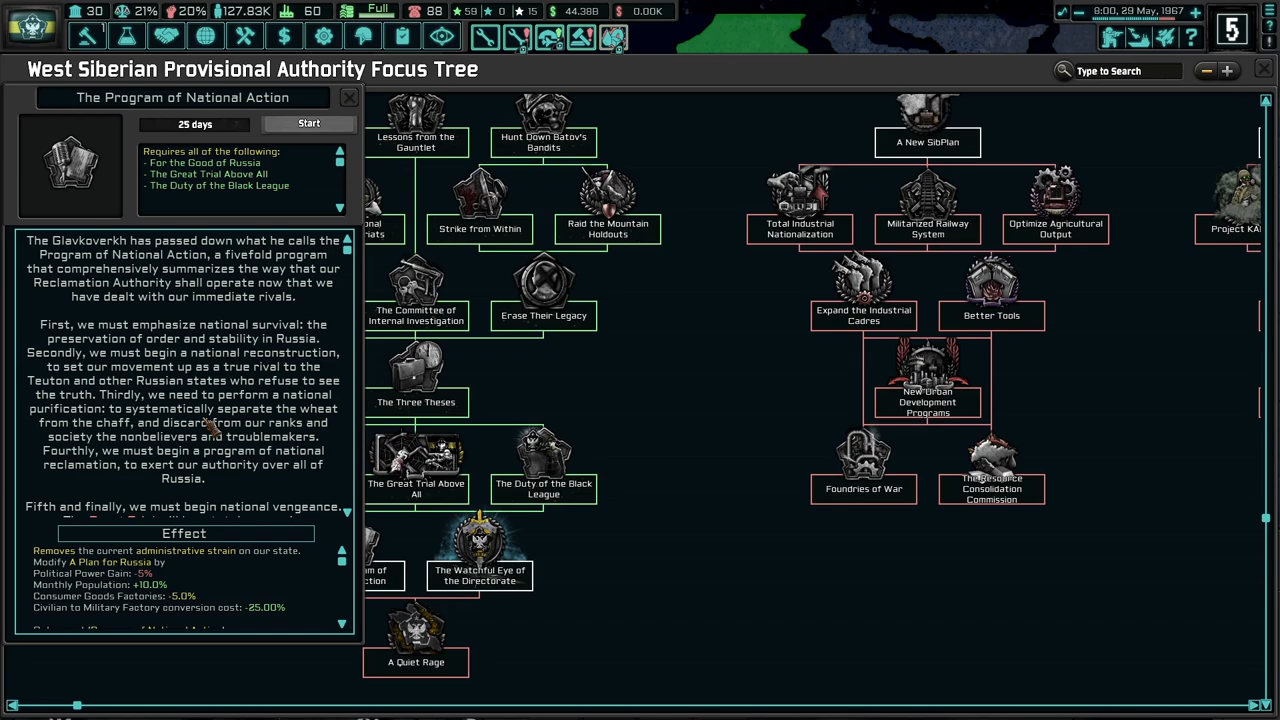 30 21% 20% 127.83K 60 Full 88 59 0 15 $ 44.38B $ 0.00K 8:00, 29 May, 1967
1 5
West Siberian Provisional Authority Focus Tree
Type to Search
The Program of National Action
25 days Start
Requires all of the following:
- For the Good of Russia
- The Great Trial Above All
- The Duty of the Black League
The Glavkoverkh has passed down what he calls the
Program of National Action, a fivefold program
that comprehensively summarizes the way that our
Reclamation Authority shall operate now that we
have dealt with our immediate rivals.
First, we must emphasize national survival: the
preservation of order and stability in Russia.
Secondly, we must begin a national reconstruction,
to set our movement up as a true rival to the
Teuton and other Russian states who refuse to see
the truth. Thirdly, we need to perform a national
purification: to systematically separate the wheat
from the chaff, and discard from our ranks and
society the nonbelievers and troublemakers.
Fourthly, we must begin a program of national
reclamation, to exert our authority over all of
Russia.
Fifth and finally, we must begin national vengeance.
Effect
Removes the current administrative strain on our state.
Modify A Plan for Russia by
Political Power Gain: -5%
Monthly Population: +10.0%
Consumer Goods Factories: -5.0%
Civilian to Military Factory conversion cost: -25.00%
Lessons from the
Gauntlet
Hunt Down Batov's
Bandits
A New SibPlan
Strike from Within
Raid the Mountain
Holdouts
Total Industrial
Nationalization
Militarized Railway
System
Optimize Agricultural
Output
Project KA
The Committee of
Internal Investigation
Erase Their Legacy
Expand the Industrial
Cadres
Better Tools
The Three Theses
New Urban
Development
Programs
The Great Trial Above
All
The Duty of the Black
League
Foundries of War
The Resource
Consolidation
Commission
The Watchful Eye of
the Directorate
A Quiet Rage